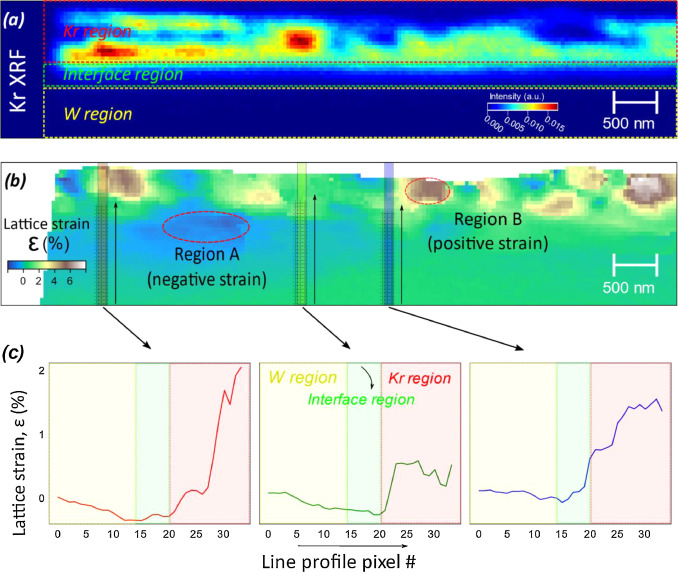 (a)
Kr XRF
Kr region
Interface region
W region
Intensity (a.u.)
0.000 0.005 0.010 0.015
500 nm
(b)
Lattice strain
ε (%)
0 2 4 6
Region A
(negative strain)
Region B
(positive strain)
500 nm
(c)
Lattice strain, ε (%)
2
1
0
W region
Kr region
Interface region
0 5 10 15 20 25 30
0 5 10 15 20 25 30
0 5 10 15 20 25 30
Line profile pixel #